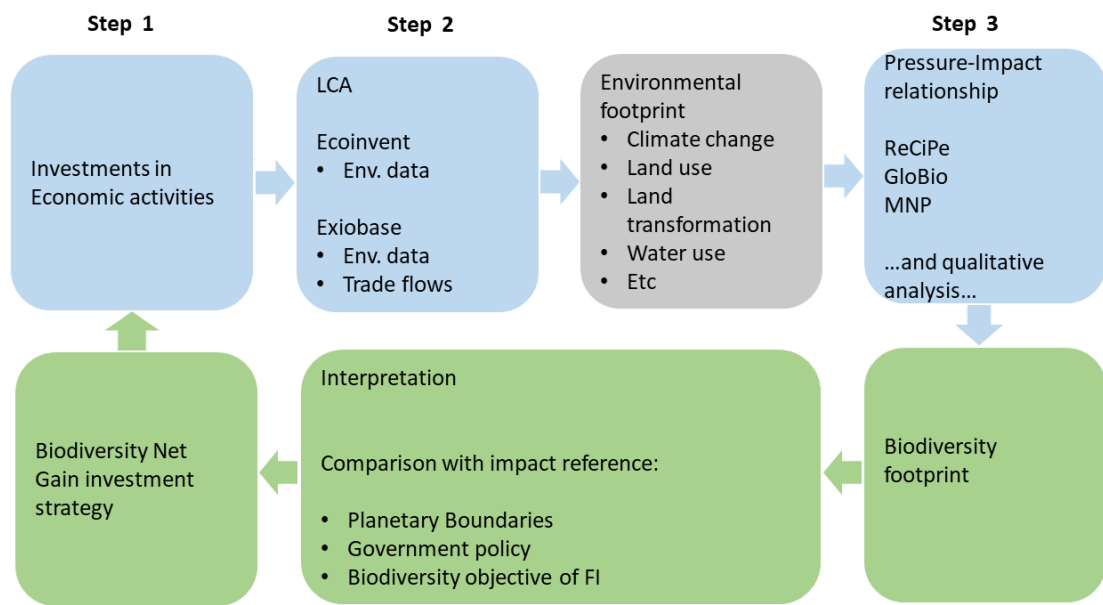 Step 1
Step 2
Step 3
Investments in
Economic activities
LCA
Ecoinvent
• Env. data
Exiobase
• Env. data
• Trade flows
Environmental
footprint
• Climate change
• Land use
• Land
transformation
• Water use
• Etc
Pressure-Impact
relationship
ReCiPe
GloBio
MNP
...and qualitative
analysis...
Biodiversity Net
Gain investment
strategy
Interpretation
Comparison with impact reference:
• Planetary Boundaries
• Government policy
• Biodiversity objective of FI
Biodiversity
footprint